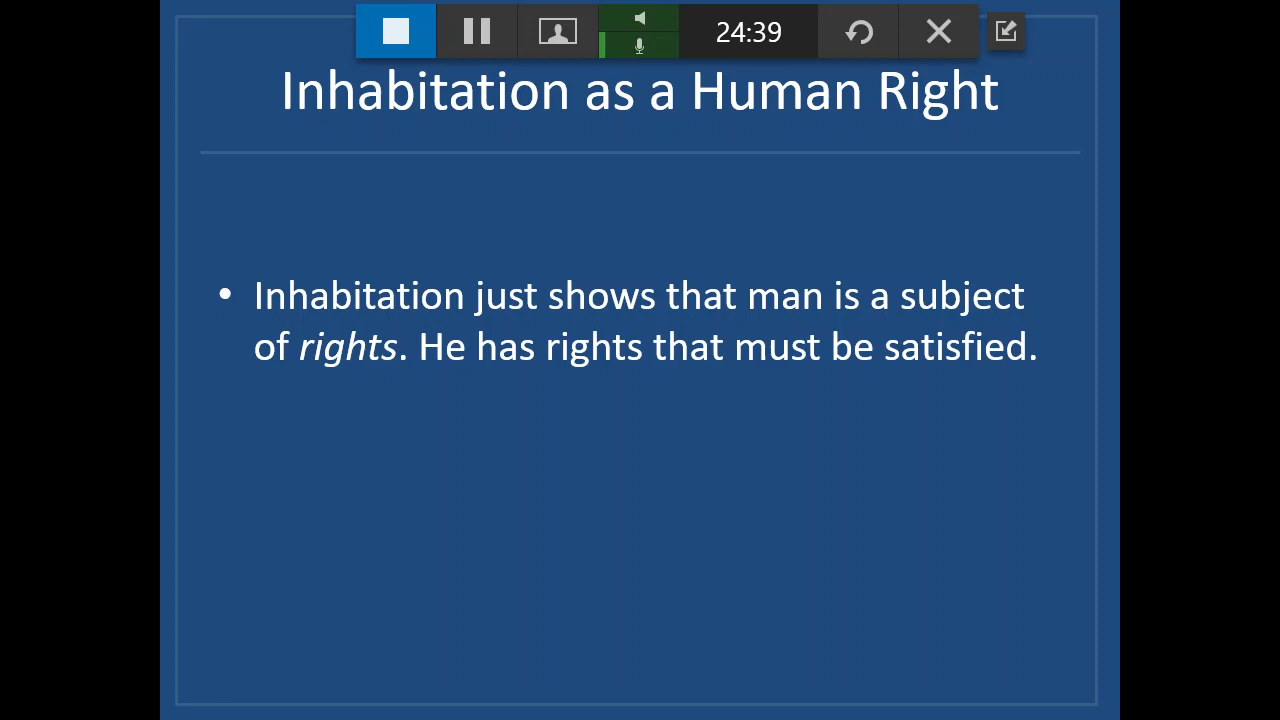 24:39
Inhabitation as a Human Right
• Inhabitation just shows that man is a subject
of rights. He has rights that must be satisfied.